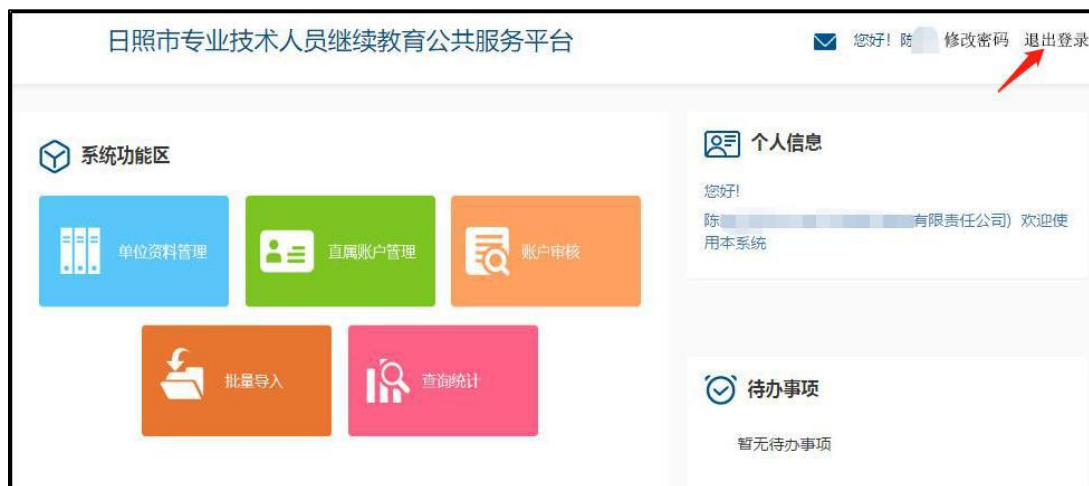 日照市专业技术人员继续教育公共服务平台
您好！陈 修改密码 退出登录
系统功能区
单位资料管理
直属账户管理
账户审核
批量导入
查询统计
个人信息
您好!
陈 有限责任公司) 欢迎使
用本系统
待办事项
暂无待办事项